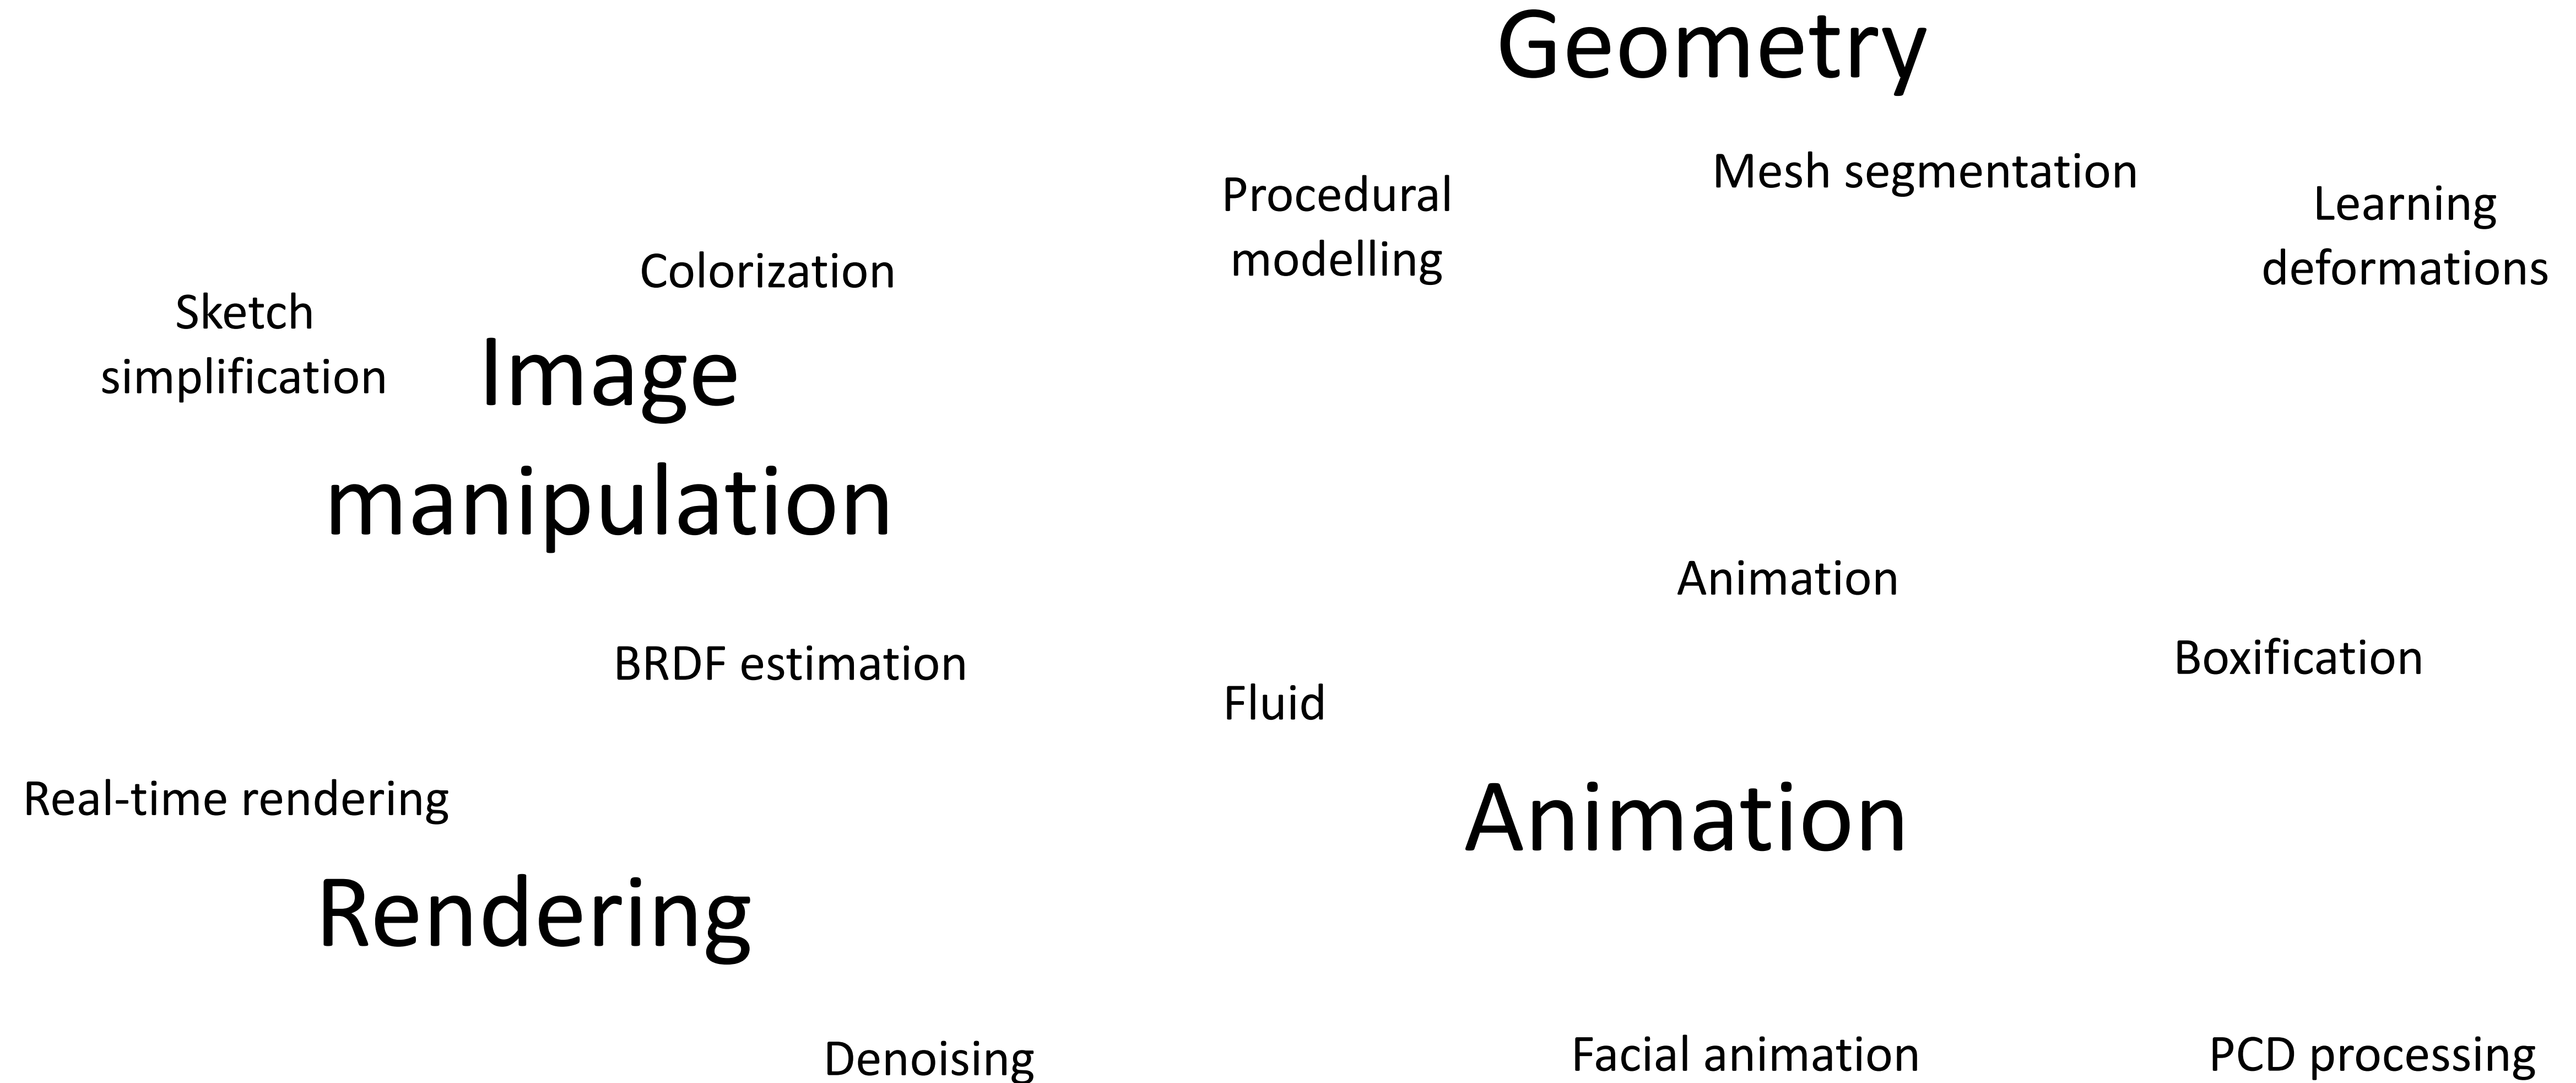 Geometry
Mesh segmentation
Procedural
modelling
Learning
deformations
Colorization
Sketch
simplification
Image
manipulation
Animation
BRDF estimation
Boxification
Fluid
Real-time rendering
Animation
Rendering
Denoising
Facial animation
PCD processing